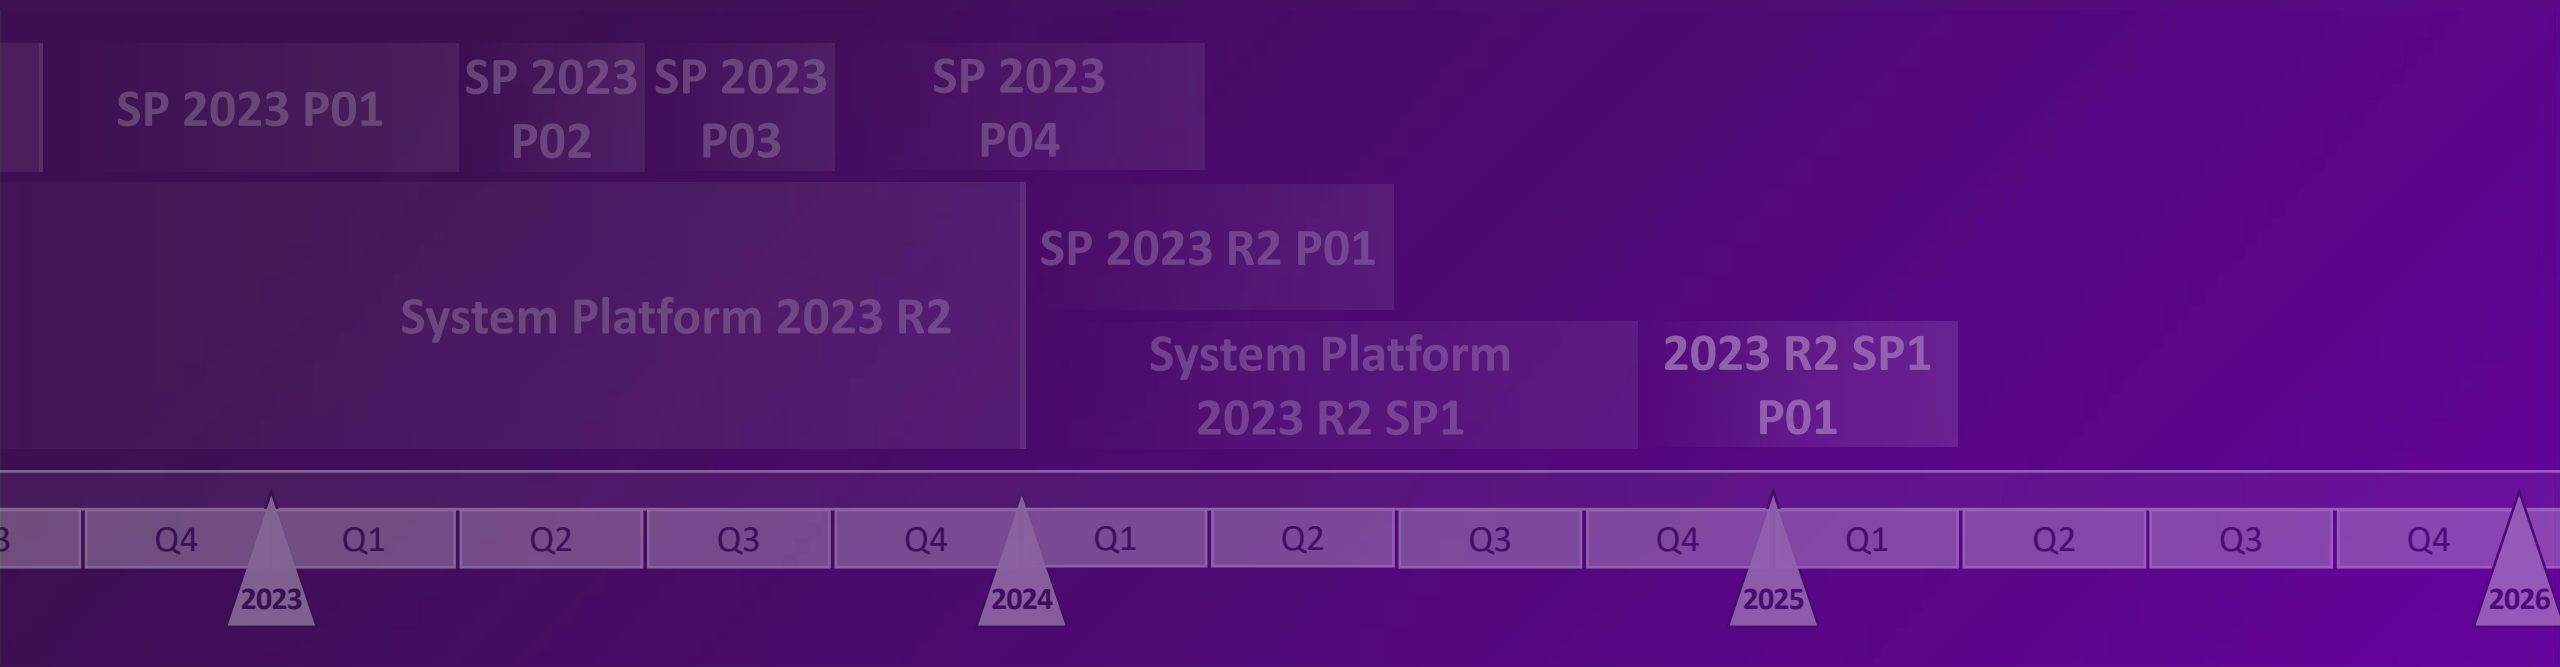 SP 2023 P01
SP 2023
P02
SP 2023
P03
SP 2023
P04
System Platform 2023 R2
SP 2023 R2 P01
System Platform
2023 R2 SP1
2023 R2 SP1
P01
Q4 Q1 Q2 Q3 Q4 Q1 Q2 Q3 Q4 Q1 Q2 Q3 Q4
2023 2024 2025 2026